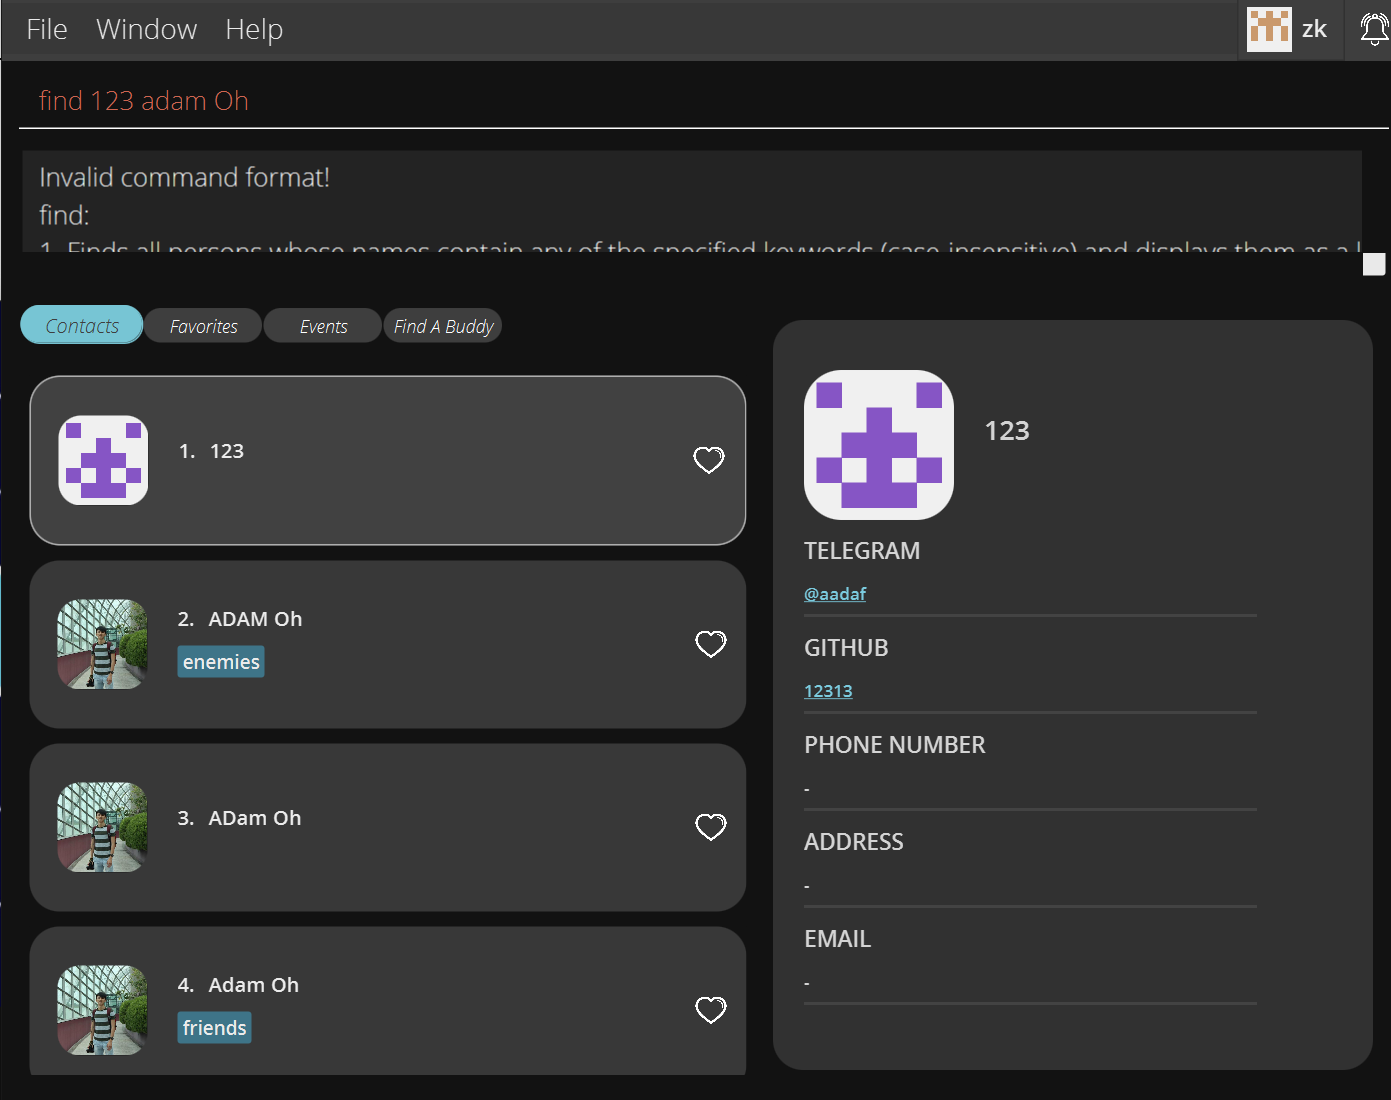 File Window Help zk
find 123 adam Oh
Invalid command format!
find:
1. Finds all persons whose names contain any of the specified keywords (case-insensitive) and displays them as a l
Contacts Favorites Events Find A Buddy
1. 123
2. ADAM Oh
enemies
3. ADam Oh
4. Adam Oh
friends
123
TELEGRAM
@aadaf
GITHUB
12313
PHONE NUMBER
-
ADDRESS
-
EMAIL
-